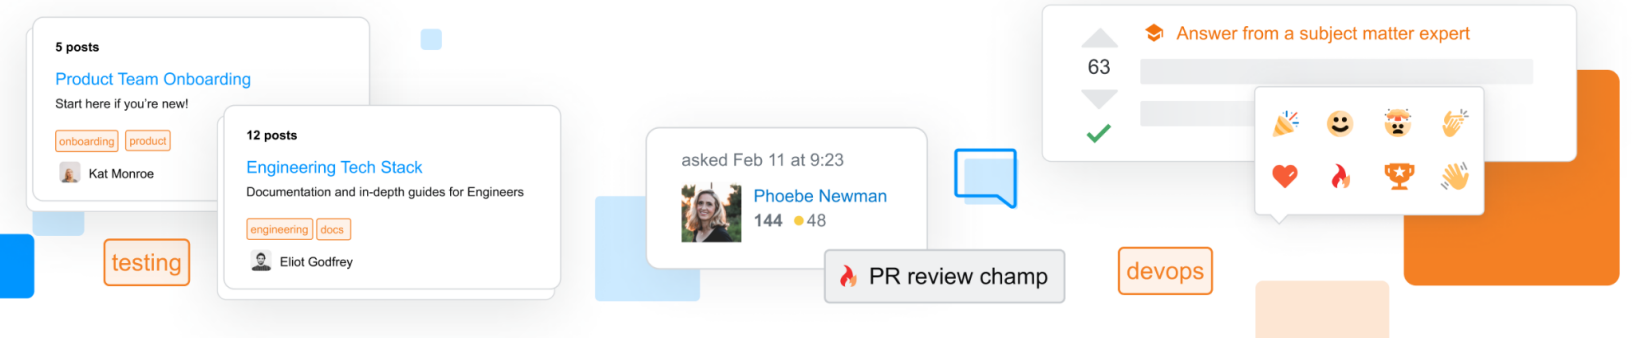 5 posts
Product Team Onboarding
Start here if you're new!
onboarding product
Kat Monroe
12 posts
Engineering Tech Stack
Documentation and in-depth guides for Engineers
engineering docs
Eliot Godfrey
testing
asked Feb 11 at 9:23
Phoebe Newman
144 48
PR review champ
Answer from a subject matter expert
63
devops